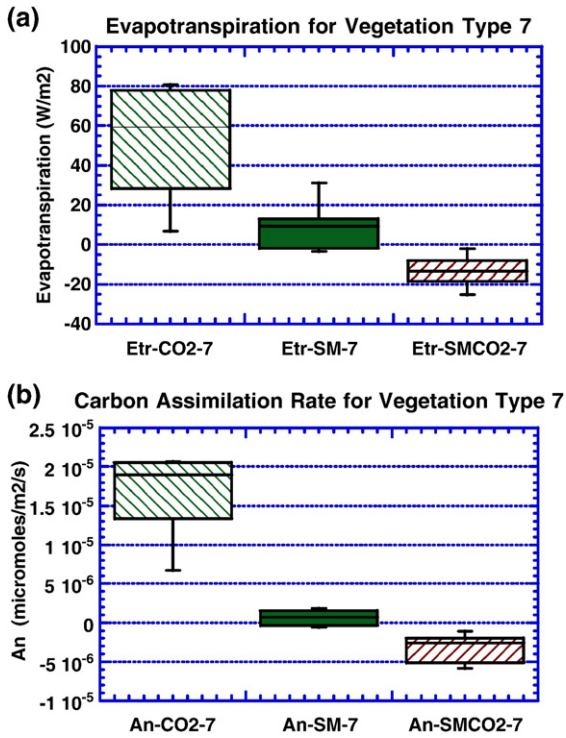 (a)
Evapotranspiration for Vegetation Type 7
Evapotranspiration (W/m2)
100
80
60
40
20
0
-20
-40
Etr-CO2-7 Etr-SM-7 Etr-SMCO2-7
(b)
Carbon Assimilation Rate for Vegetation Type 7
An (micromoles/m2/s)
2.5 10-5
2 10-5
1.5 10-5
1 10-5
5 10-6
0
-5 10-6
-1 10-5
An-CO2-7 An-SM-7 An-SMCO2-7